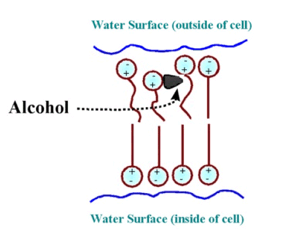 Water Surface (outside of cell)
Alcohol
Water Surface (inside of cell)